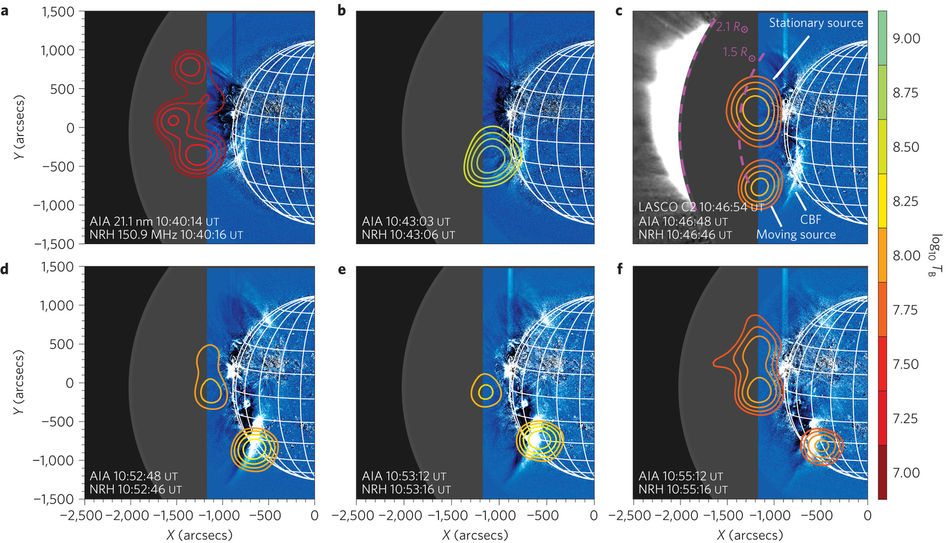 a
b
c
1,500
1,000
500
0
−500
−1,000
−1,500
Y (arcsecs)
AIA 21.1 nm 10:40:14 UT
NRH 150.9 MHz 10:40:16 UT
AIA 10:43:03 UT
NRH 10:43:06 UT
2.1 R⊙
1.5 R⊙
Stationary source
LASCO C2 10:46:54 UT
AIA 10:46:48 UT
NRH 10:46:46 UT
CBF
Moving source
d
e
f
1,500
1,000
500
0
−500
−1,000
−1,500
Y (arcsecs)
AIA 10:52:48 UT
NRH 10:52:46 UT
AIA 10:53:12 UT
NRH 10:53:16 UT
AIA 10:55:12 UT
NRH 10:55:16 UT
−2,500 −2,000 −1,500 −1,000 −500 0
−2,500 −2,000 −1,500 −1,000 −500 0
−2,500 −2,000 −1,500 −1,000 −500 0
X (arcsecs)
X (arcsecs)
X (arcsecs)
9.00
8.75
8.50
8.25
8.00
7.75
7.50
7.25
7.00
log10 TB